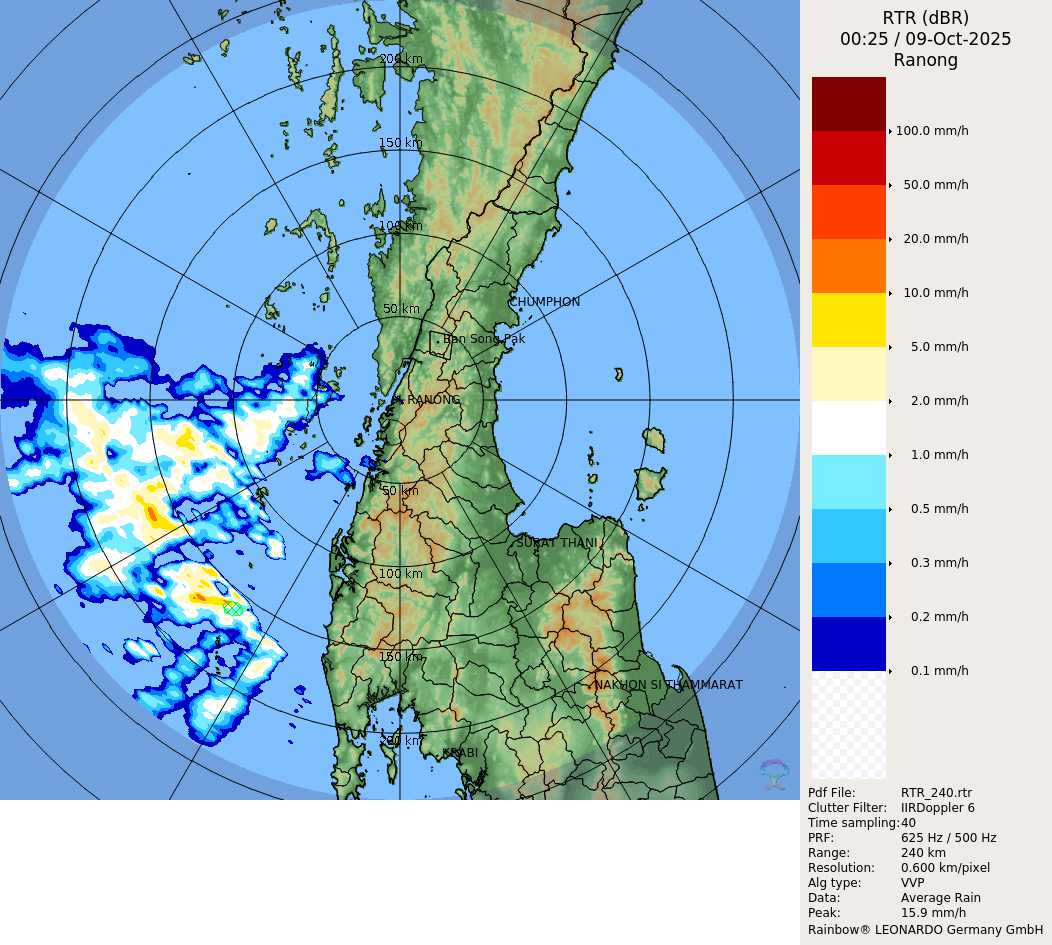 RTR (dBR)
00:25 / 09-Oct-2025
Ranong
200 km
150 km
100 km
50 km
CHUMPHON
Ban Song Pak
RANONG
50 km
SURAT THANI
100 km
150 km
NAKHON SI THAMMARAT
200 km
KRABI
100.0 mm/h
50.0 mm/h
20.0 mm/h
10.0 mm/h
5.0 mm/h
2.0 mm/h
1.0 mm/h
0.5 mm/h
0.3 mm/h
0.2 mm/h
0.1 mm/h
Pdf File: RTR_240.rtr
Clutter Filter: IIRDoppler 6
Time sampling:40
PRF: 625 Hz / 500 Hz
Range: 240 km
Resolution: 0.600 km/pixel
Alg type: VVP
Data: Average Rain
Peak: 15.9 mm/h
Rainbow® LEONARDO Germany GmbH